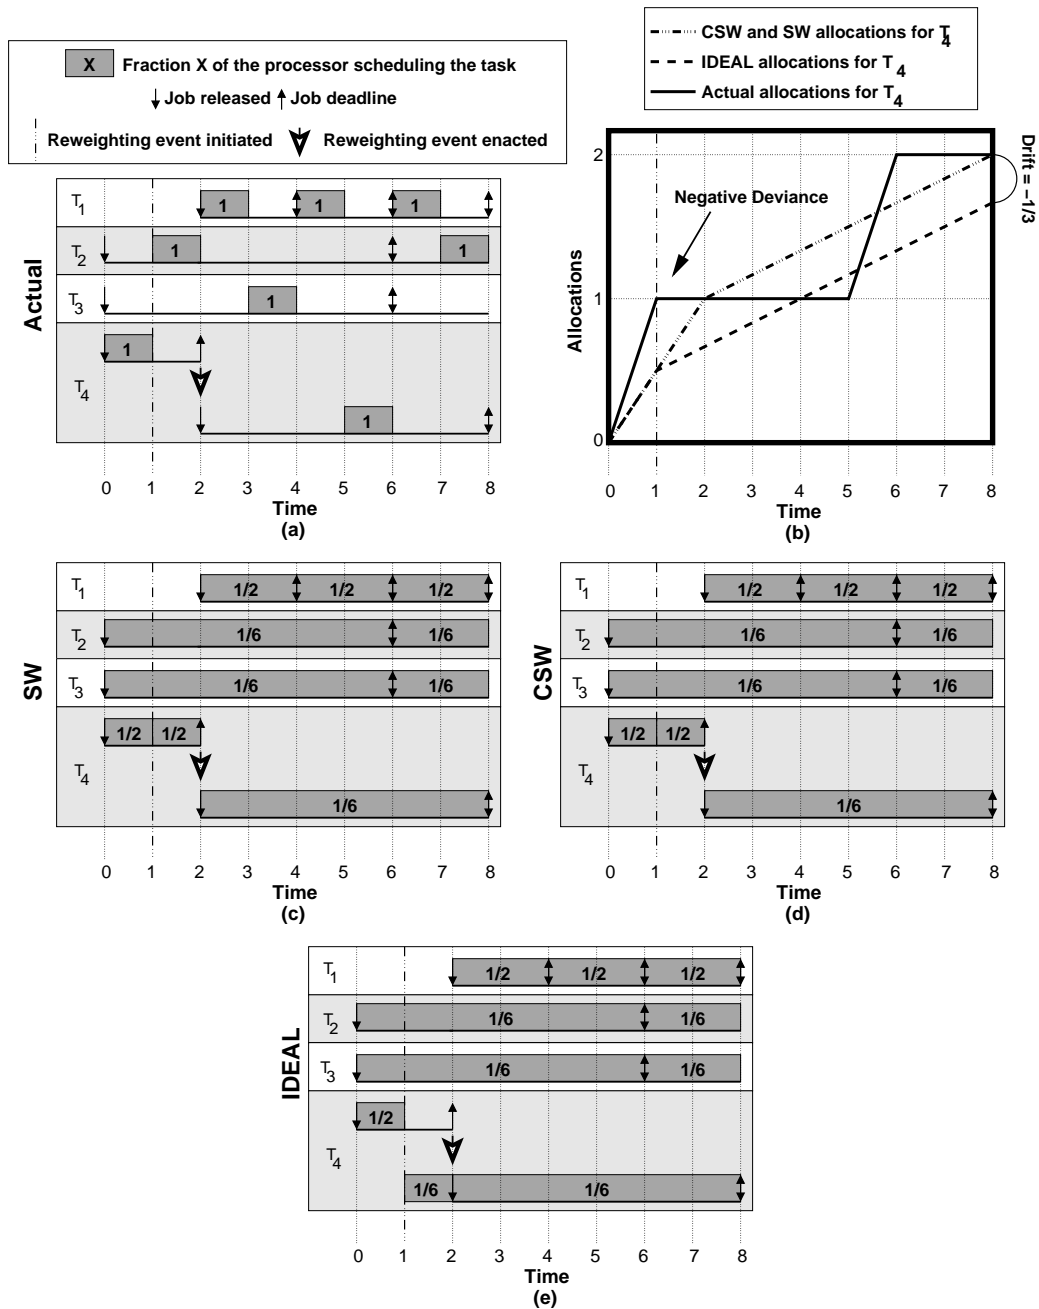 X Fraction X of the processor scheduling the task
Job released Job deadline
Reweighting event initiated Reweighting event enacted
CSW and SW allocations for T4
IDEAL allocations for T4
Actual allocations for T4
Actual
T1 1 1 1
T2 1 1
T3 1
T4 1
1
0 1 2 3 4 5 6 7 8
Time
(a)
Allocations
2
1
0
Negative Deviance
Drift = −1/3
0 1 2 3 4 5 6 7 8
Time
(b)
SW
T1 1/2 1/2 1/2
T2 1/6 1/6
T3 1/6 1/6
T4 1/2 1/2
1/6
0 1 2 3 4 5 6 7 8
Time
(c)
CSW
T1 1/2 1/2 1/2
T2 1/6 1/6
T3 1/6 1/6
T4 1/2 1/2
1/6
0 1 2 3 4 5 6 7 8
Time
(d)
IDEAL
T1 1/2 1/2 1/2
T2 1/6 1/6
T3 1/6 1/6
T4 1/2
1/6 1/6
0 1 2 3 4 5 6 7 8
Time
(e)